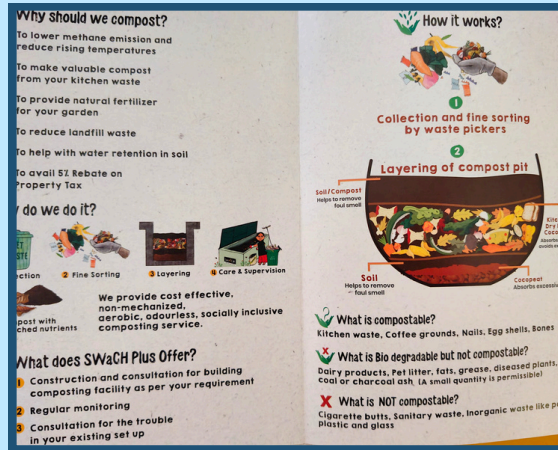 Why should we compost?
To lower methane emission and
reduce rising temperatures
To make valuable compost
from your kitchen waste
To provide natural fertilizer
for your garden
To reduce landfill waste
To help with water retention in soil
To avail 5% Rebate on
Property Tax
do we do it?
2 Fine Sorting
3 Layering
4 Care & Supervision
We provide cost effective,
non-mechanized,
aerobic, odourless, socially inclusive
composting service.
What does SWaCH Plus Offer?
1 Construction and consultation for building
composting facility as per your requirement
2 Regular monitoring
3 Consultation for the trouble
in your existing set up
How it works?
1
Collection and fine sorting
by waste pickers
2
Layering of compost pit
Soil/Compost
Helps to remove
foul smell
Soil
Helps to remove
foul smell
Cocopeat
What is compostable?
Kitchen waste, Coffee grounds, Nails, Egg shells, Bones
What is Bio degradable but not compostable?
Dairy products, Pet litter, fats, grease, diseased plants,
coal or charcoal ash, (A small quantity is permissible)
X What is NOT compostable?
Cigarette butts, Sanitary waste, Inorganic waste like
plastic and glass